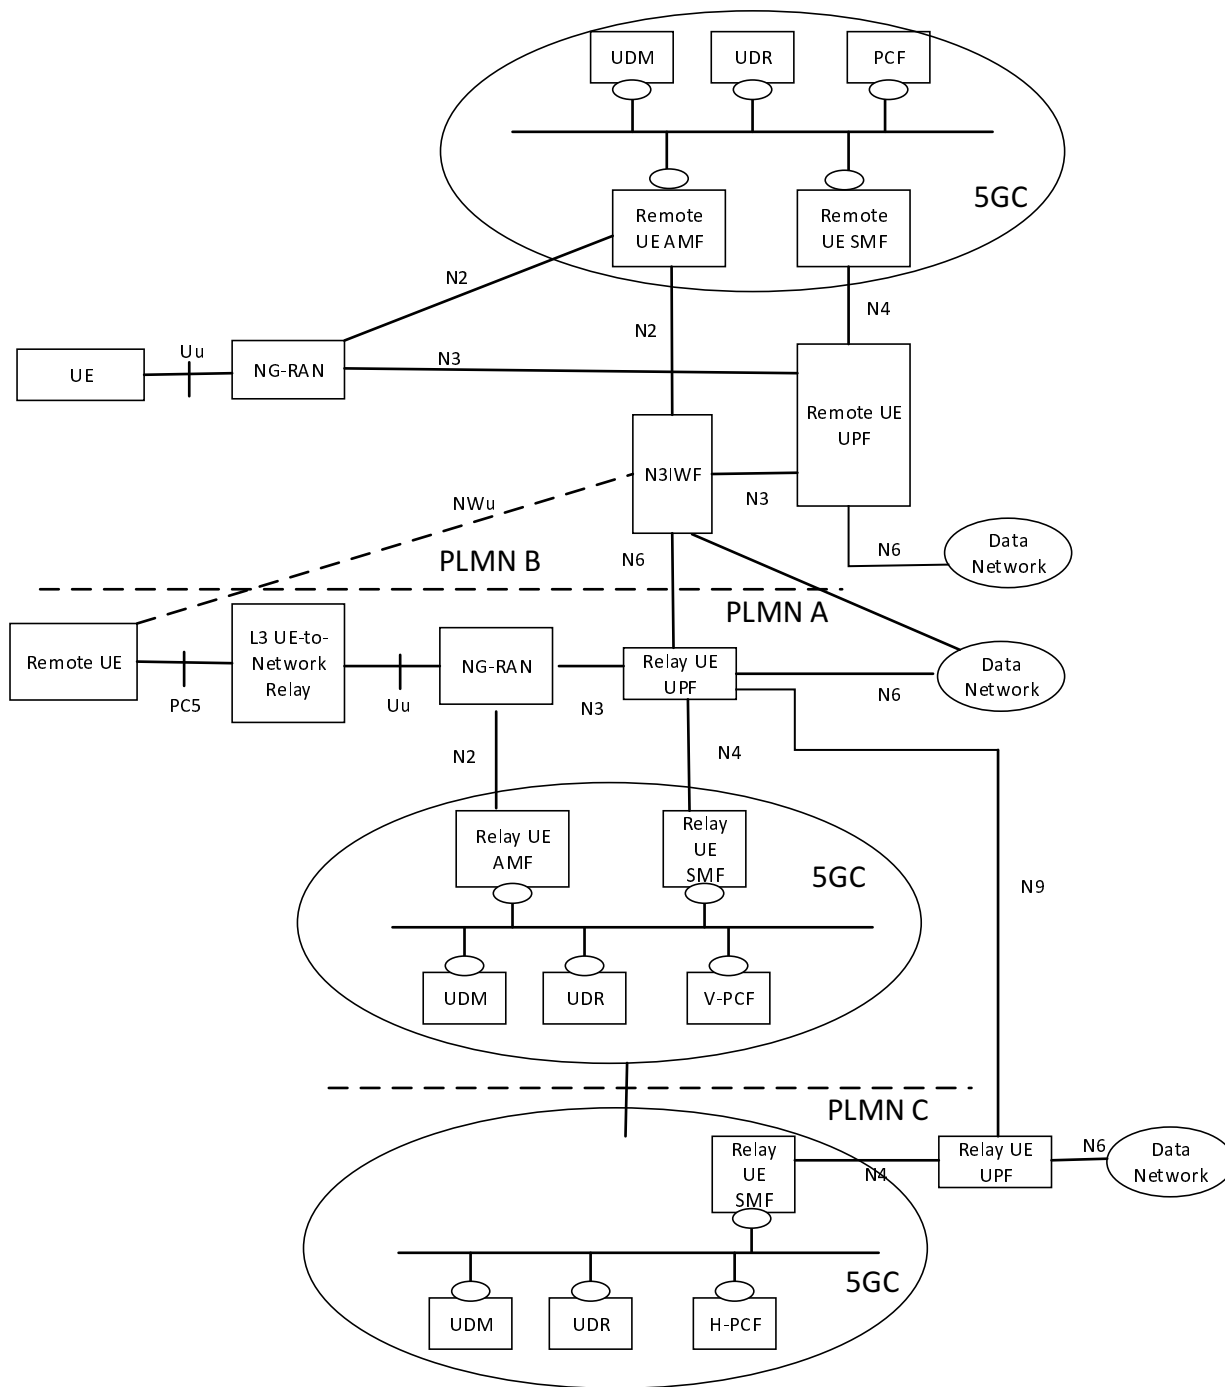 UDM
UDR
PCF
5GC
Remote
UE AMF
Remote
UE SMF
N2
N2
N4
Uu
UE
NG-RAN
N3
Remote UE
UPF
N3IWF
N3
NWu
PLMN B
N6
N6
Data
Network
PLMN A
Remote UE
PC5
L3 UE-to-
Network
Relay
Uu
NG-RAN
N3
Relay UE
UPF
N6
Data
Network
N2
N4
Relay UE
AMF
Relay
UE
SMF
5GC
N9
UDM
UDR
V-PCF
PLMN C
Relay
UE
SMF
N4
Relay UE
UPF
N6
Data
Network
5GC
UDM
UDR
H-PCF